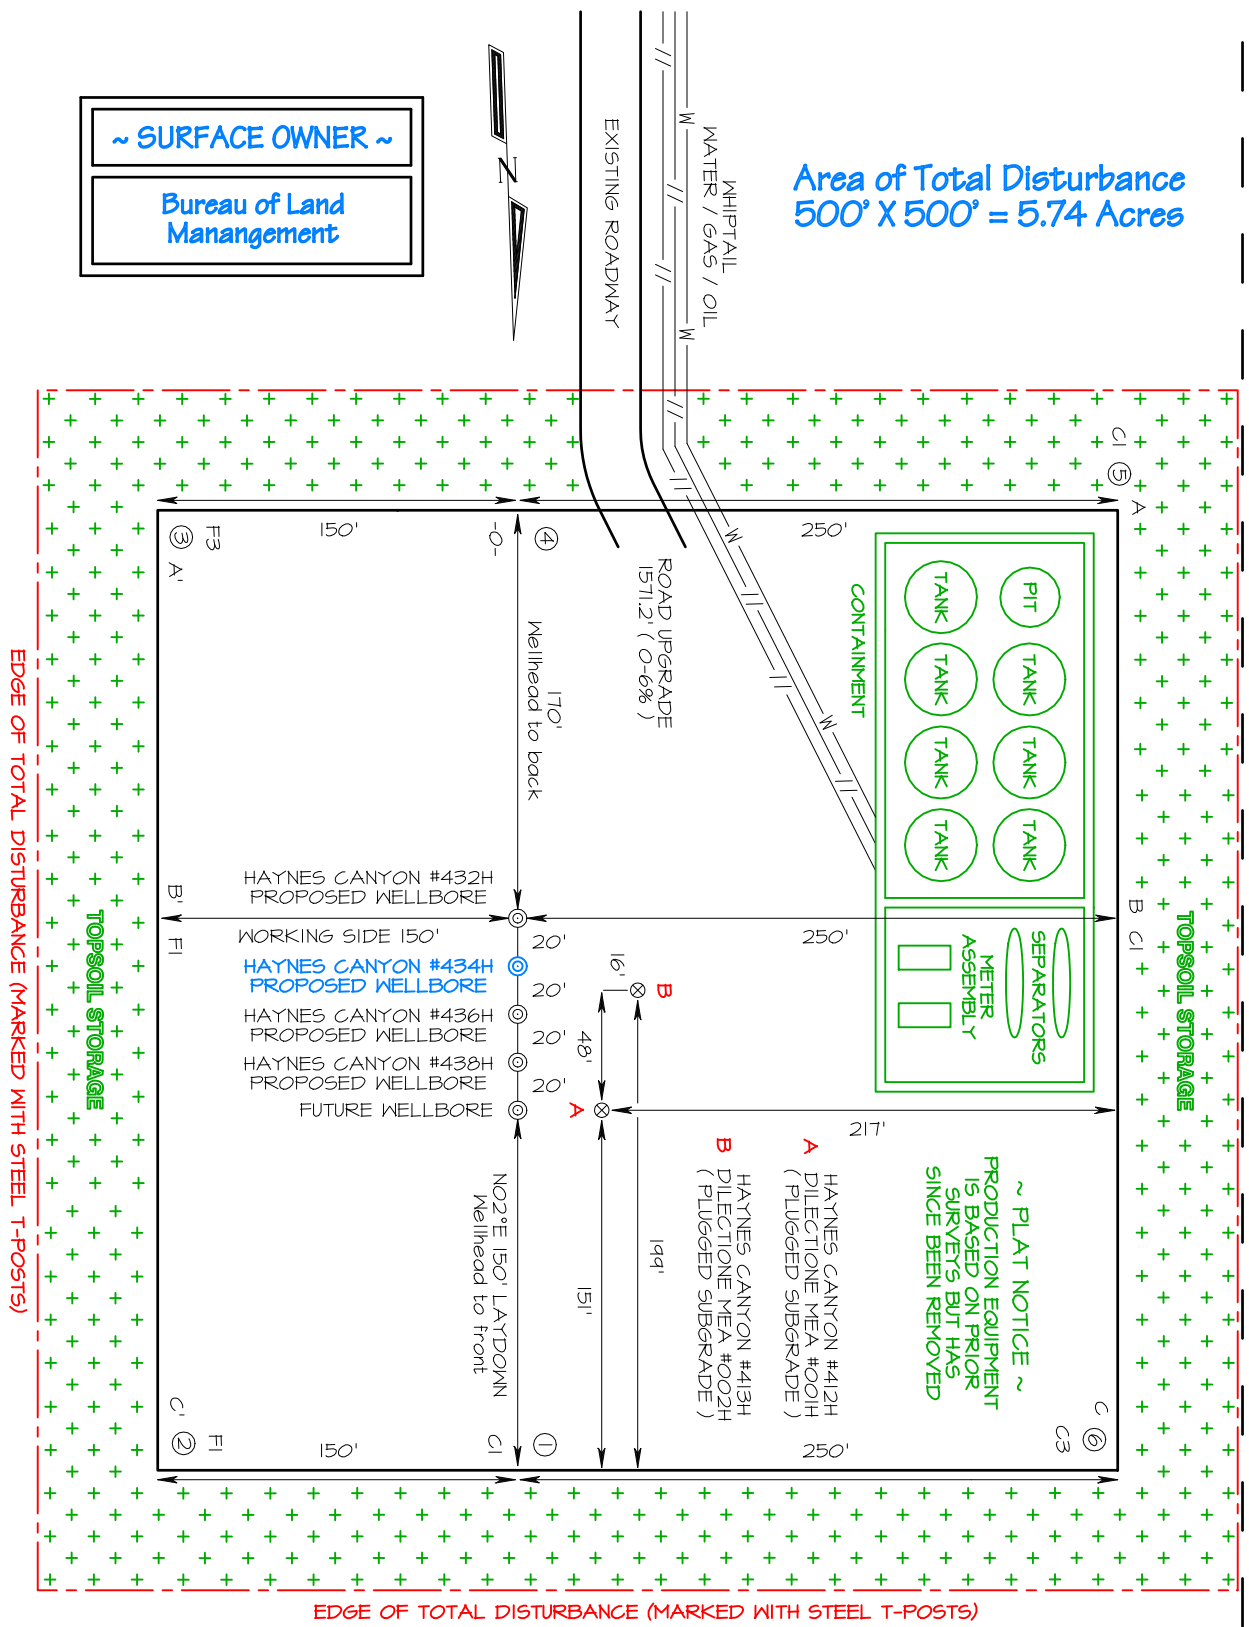 ~ SURFACE OWNER ~
Bureau of Land
Manangement
N
EXISTING ROADWAY
WHIPTAIL
WATER / GAS / OIL
W
W
Area of Total Disturbance
500' X 500' = 5.74 Acres
C1 ⑤ A
150'
250'
③ F3
A'
-0-
④
ROAD UPGRADE
1571.2' ( 0-6% )
W
W
CONTAINMENT
TANK
PIT
TANK
TANK
TANK
TANK
TANK
TANK
170'
Wellhead to back
HAYNES CANYON #432H
PROPOSED WELLBORE
B'
F1
B
C1
WORKING SIDE 150'
250'
20'
HAYNES CANYON #434H
PROPOSED WELLBORE
20'
HAYNES CANYON #436H
PROPOSED WELLBORE
20'
HAYNES CANYON #438H
PROPOSED WELLBORE
20'
FUTURE WELLBORE
16'
B
48'
A
217'
SEPARATORS
METER
ASSEMBLY
TOPSOIL STORAGE
TOPSOIL STORAGE
EDGE OF TOTAL DISTURBANCE (MARKED WITH STEEL T-POSTS)
N02°E 150' LAYDOWN
Wellhead to front
151'
199'
A HAYNES CANYON #412H
DILECTIONE MEA #001H
( PLUGGED SUBGRADE )
B HAYNES CANYON #413H
DILECTIONE MEA #002H
( PLUGGED SUBGRADE )
~ PLAT NOTICE ~
PRODUCTION EQUIPMENT
IS BASED ON PRIOR
SURVEYS BUT HAS
SINCE BEEN REMOVED
C'
② F1
150'
C1
①
250'
C
C3 ⑥
EDGE OF TOTAL DISTURBANCE (MARKED WITH STEEL T-POSTS)